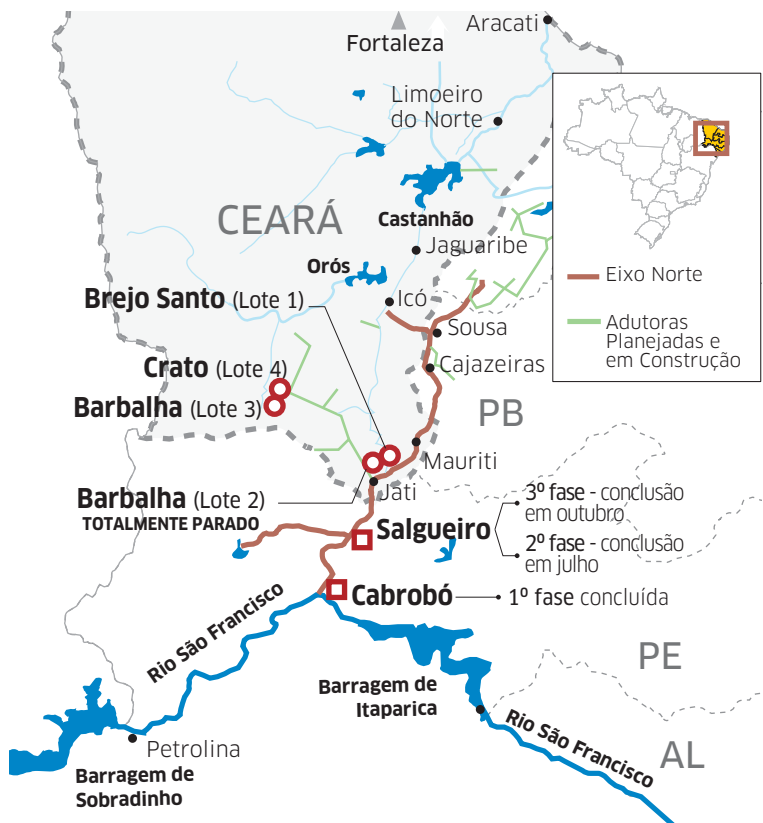 Fortaleza
Aracati
Limoeiro
do Norte
CEARÁ
Castanhão
Jaguaribe
Orós
Brejo Santo (Lote 1)
Icó
Eixo Norte
Sousa
Adutoras
Planejadas e
em Construção
Crato (Lote 4)
Cajazeiras
Barbalha (Lote 3)
PB
Mauriti
Barbalha (Lote 2)
TOTALMENTE PARADO
Jati
Salgueiro
3º fase - conclusão
em outubro
2º fase - conclusão
em julho
Cabrobó
1º fase concluída
Rio São Francisco
PE
Barragem de
Itaparica
Rio São Francisco
AL
Petrolina
Barragem de
Sobradinho